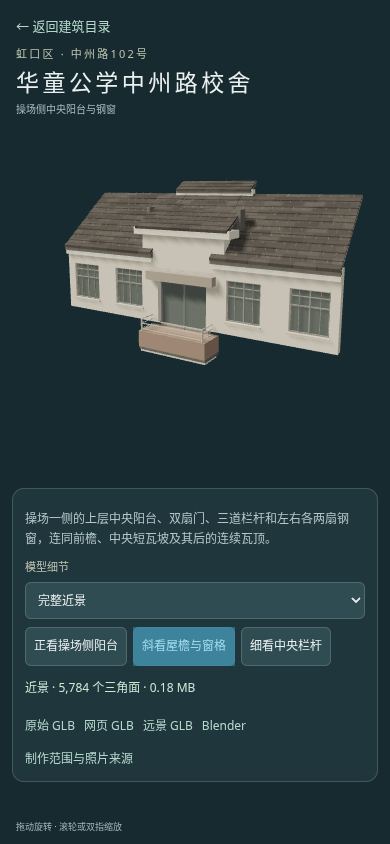 ← 返回建筑目录
虹口区 · 中州路102号
华童公学中州路校舍
操场侧中央阳台与钢窗
操场一侧的上层中央阳台、双扇门、三道栏杆和左右各两扇钢
窗，连同前檐、中央短瓦坡及其后的连续瓦顶。
模型细节
完整近景
正看操场侧阳台 斜看屋檐与窗格 细看中央栏杆
近景 · 5,784 个三角面 · 0.18 MB
原始 GLB 网页 GLB 远景 GLB Blender
制作范围与照片来源
拖动旋转 · 滚轮或双指缩放